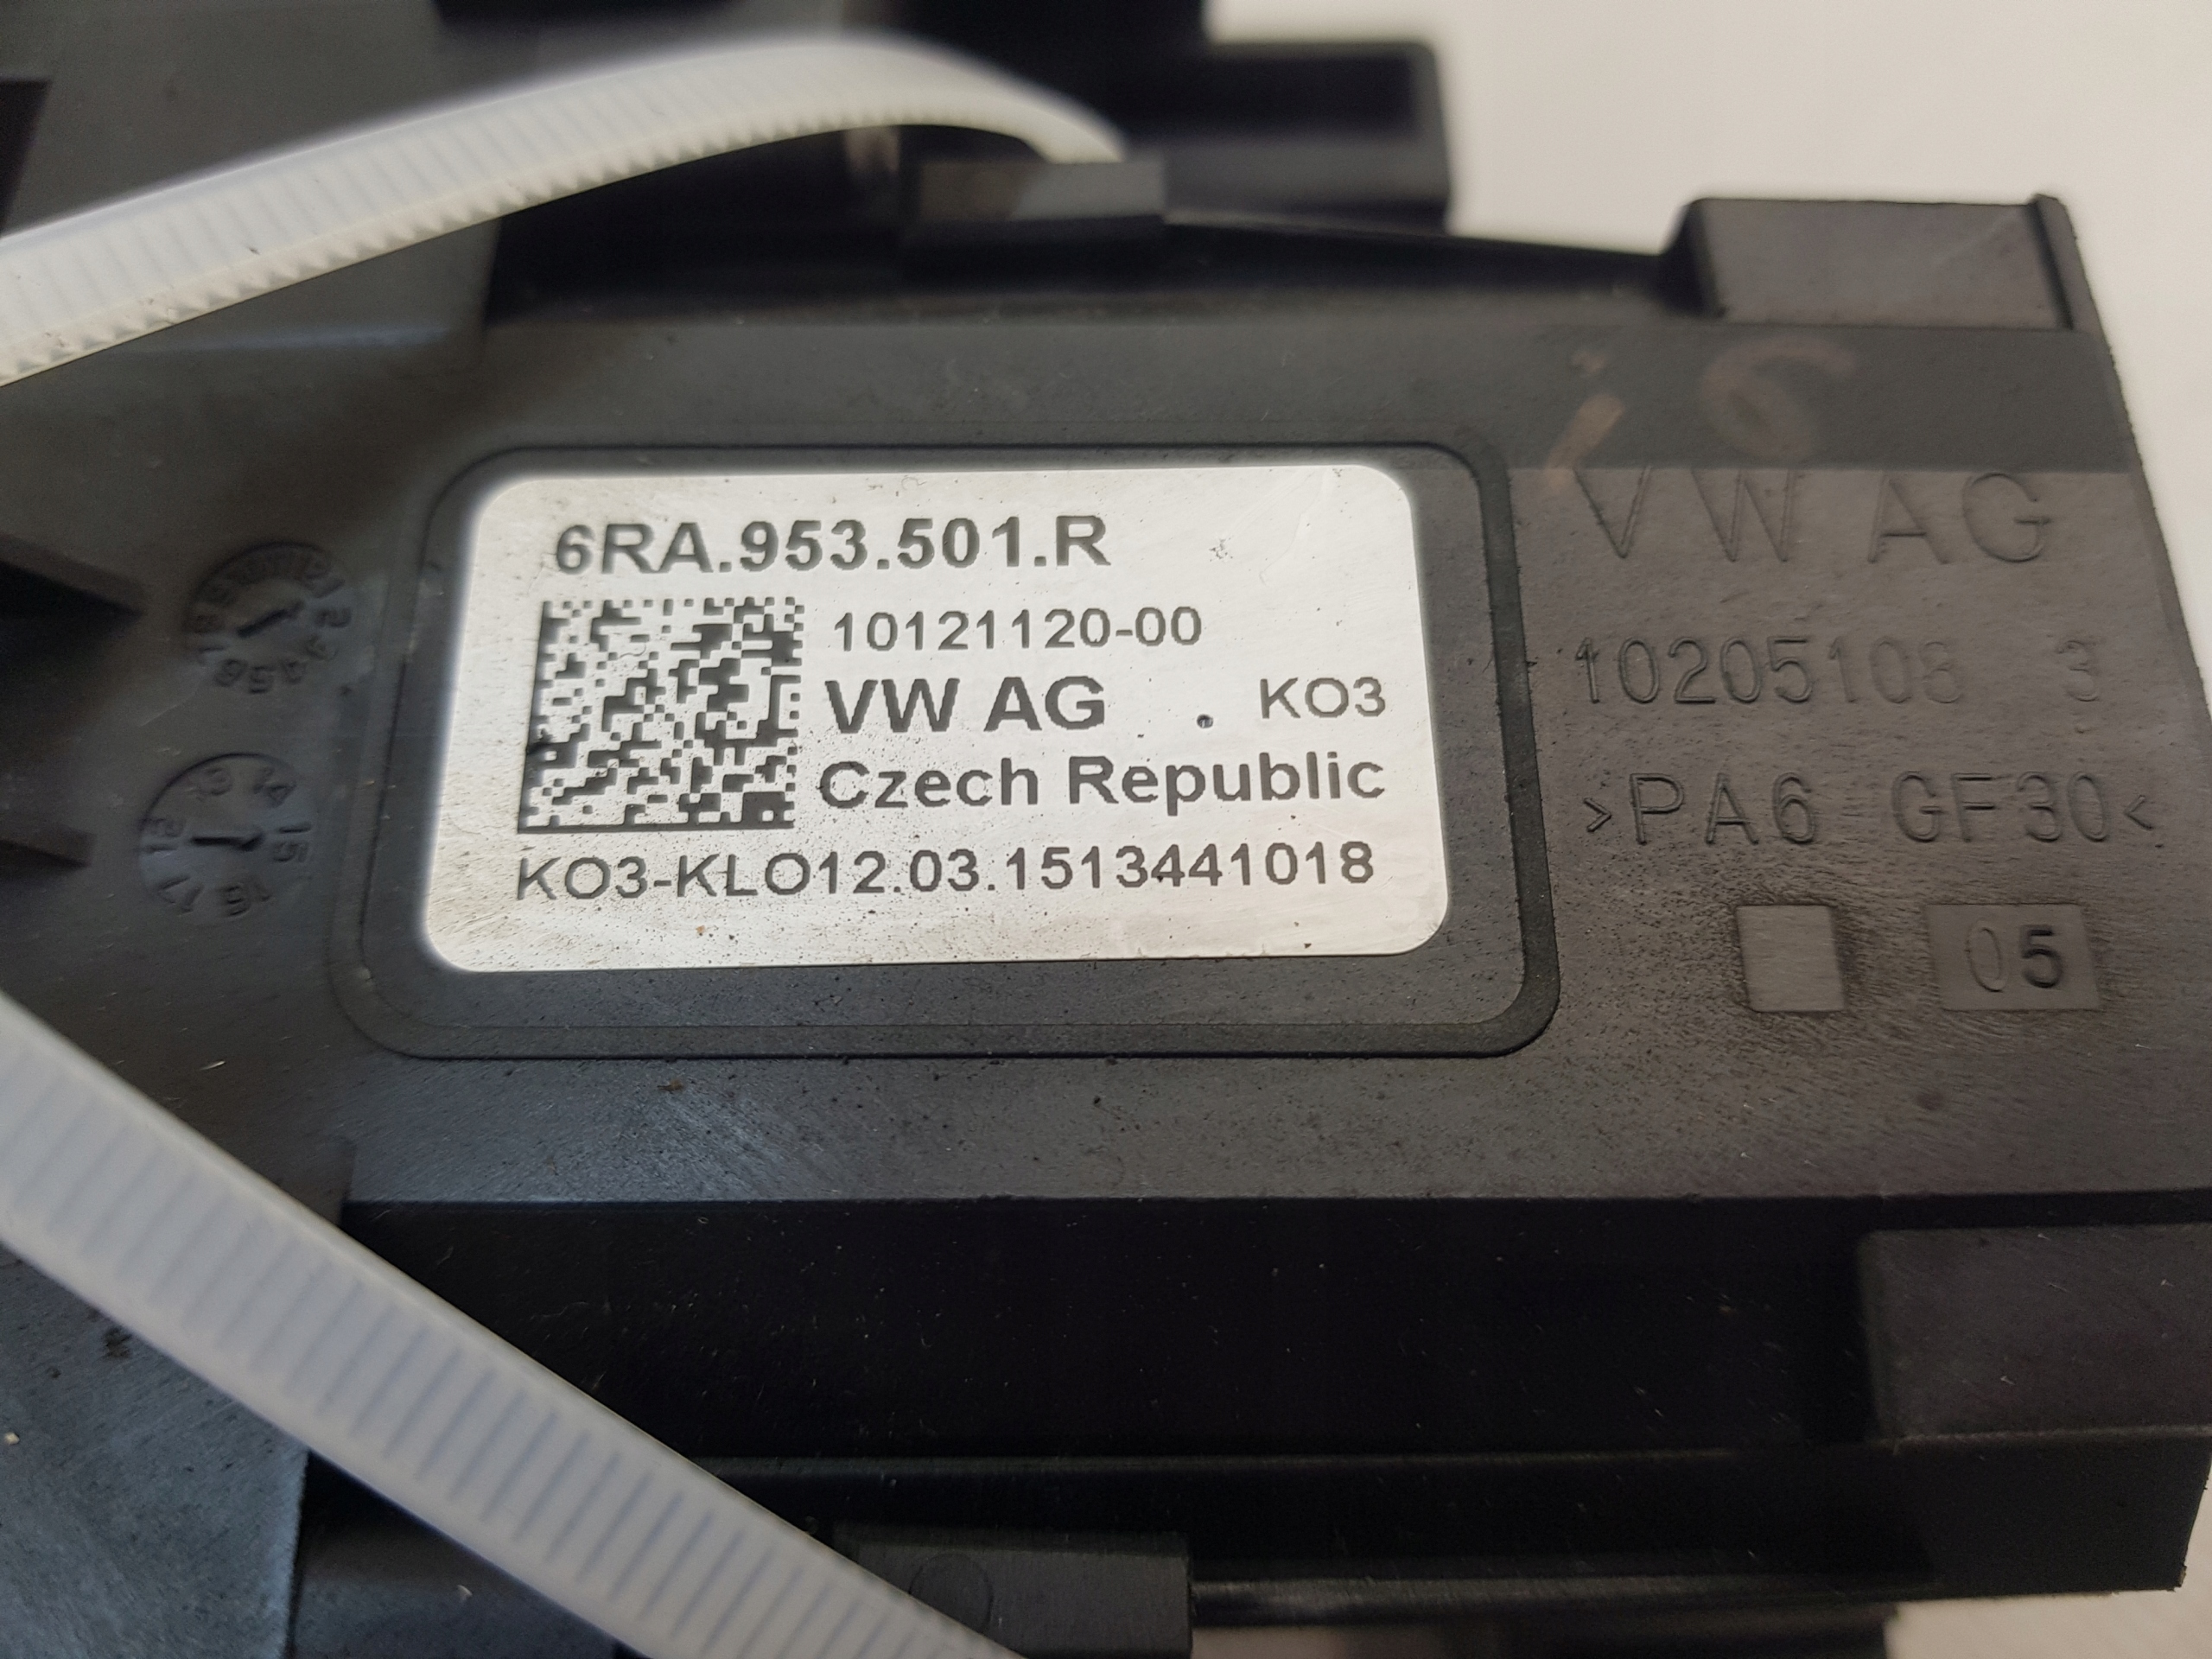 6RA.953.501.R
10121120-00
VW AG . KO3
Czech Republic
KO3-KLO12.03.1513441018
VW AG
10205108 3
>PA6 GF30<
05